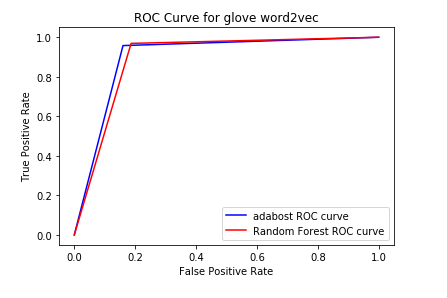 ROC Curve for glove word2vec
1.0
0.8
0.6
0.4
0.2
0.0
True Positive Rate
adabost ROC curve
Random Forest ROC curve
0.0 0.2 0.4 0.6 0.8 1.0
False Positive Rate